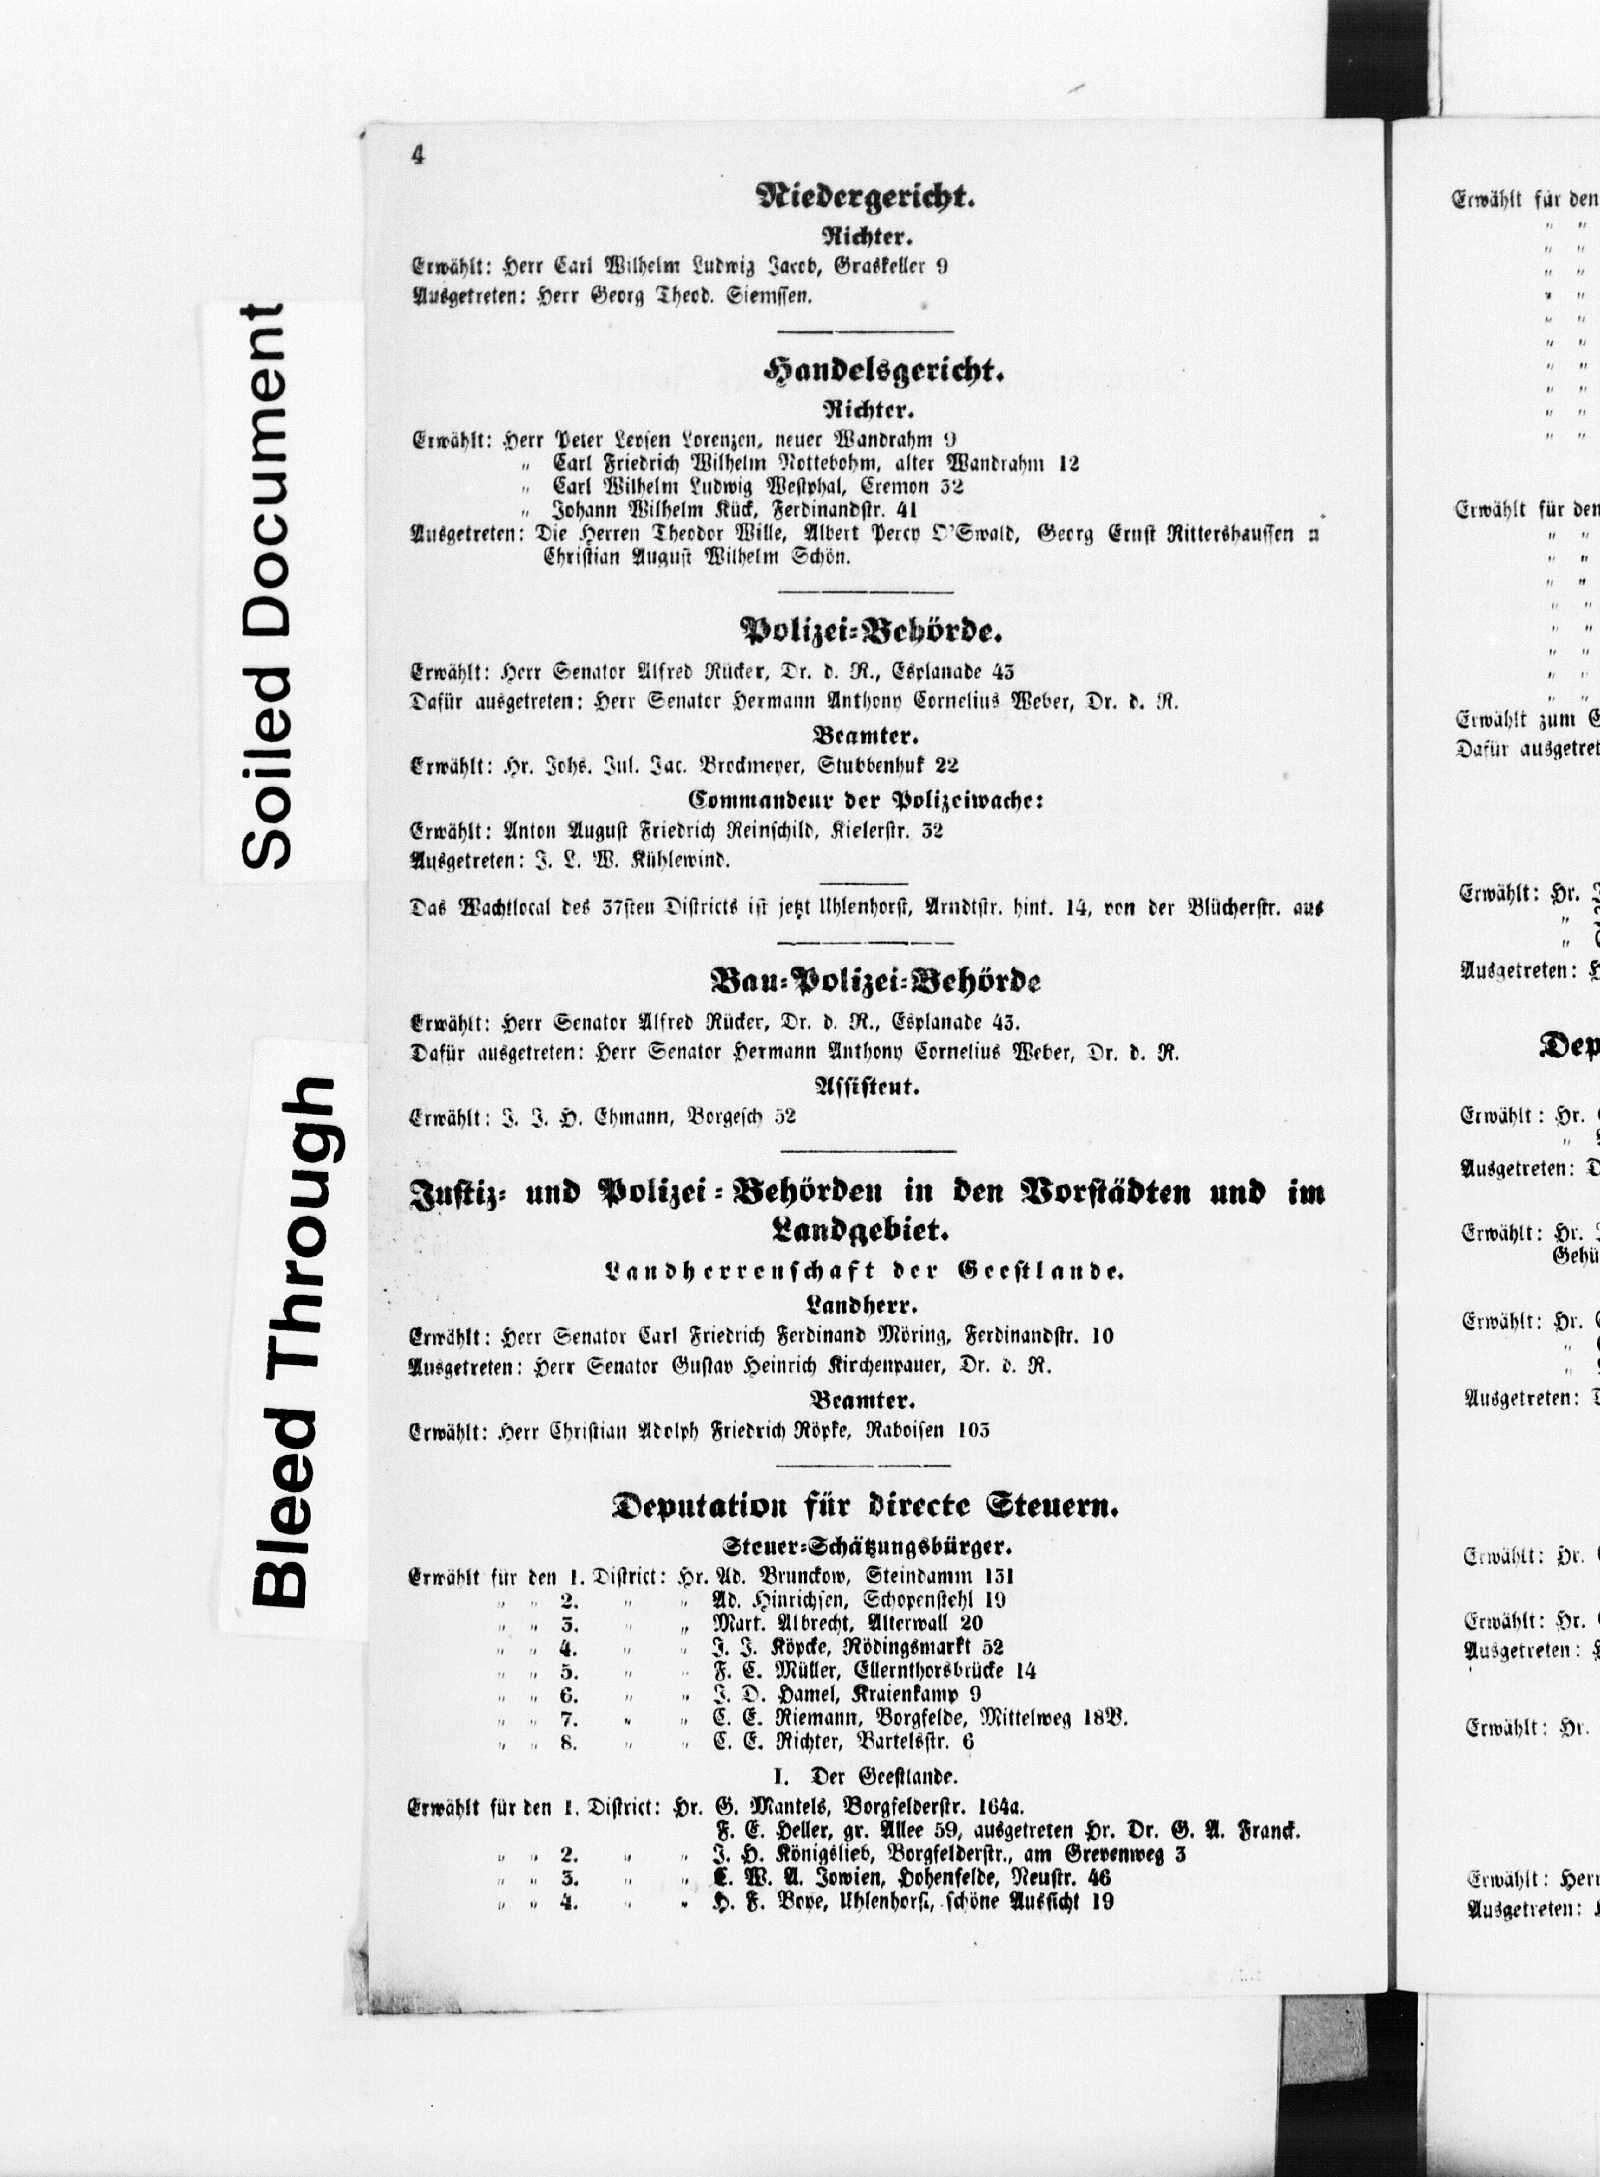 4
Niedergericht.
Richter.
Erwählt: Herr Carl Wilhelm Ludwig Jacob, Graskeller 9
Ausgetreten: Herr Georg Theod. Siemssen.
Handelsgericht.
Richter.
Erwählt: Herr Peter Levsen Lorenzen, neuer Wandrahm 9
" Carl Friedrich Wilhelm Nottebohm, alter Wandrahm 12
" Carl Wilhelm Ludwig Westphal, Cremon 32
" Johann Wilhelm Kück, Ferdinandstr. 41
Ausgetreten: Die Herren Theodor Wille, Albert Percy O'Swald, Georg Ernst Rittershaussen u
Christian August Wilhelm Schön.
Polizei-Behörde.
Erwählt: Herr Senator Alfred Rücker, Dr. d. R., Esplanade 43
Dafür ausgetreten: Herr Senator Hermann Anthony Cornelius Weber, Dr. d. R.
Beamter.
Erwählt: Hr. Johs. Jul. Jac. Brockmeyer, Stubbenhuk 22
Commandeur der Polizeiwache:
Erwählt: Anton August Friedrich Reinschild, Kielerstr. 32
Ausgetreten: J. L. W. Kühlewind.
Das Wachtlocal des 37sten Districts ist jetzt Uhlenhorst, Arndtstr. hint. 14, von der Blücherstr. aus
Bau-Polizei-Behörde
Erwählt: Herr Senator Alfred Rücker, Dr. d. R., Esplanade 43.
Dafür ausgetreten: Herr Senator Hermann Anthony Cornelius Weber, Dr. d. R.
Assistent.
Erwählt: J. J. H. Ehmann, Borgesch 52
Justiz- und Polizei-Behörden in den Vorstädten und im
Landgebiet.
Landherrenschaft der Geestlande.
Landherr.
Erwählt: Herr Senator Carl Friedrich Ferdinand Möring, Ferdinandstr. 10
Ausgetreten: Herr Senator Gustav Heinrich Kirchenpauer, Dr. d. R.
Beamter.
Erwählt: Herr Christian Adolph Friedrich Röpke, Raboisen 103
Deputation für directe Steuern.
Steuer-Schätzungsbürger.
Erwählt für den 1. District: Hr. Ad. Brunckow, Steindamm 131
" " 2. " " Ad. Hinrichsen, Schopenstehl 19
" " 3. " " Mart. Albrecht, Alterwall 20
" " 4. " " J. J. Köpcke, Rödingsmarkt 52
" " 5. " " F. C. Müller, Ellernthorsbrücke 14
" " 6. " " J. D. Hamel, Kraienkamp 9
" " 7. " " C. E. Riemann, Borgfelde, Mittelweg 18B.
" " 8. " " C. E. Richter, Bartelsstr. 6
I. Der Geestlande.
Erwählt für den 1. District: Hr. G. Mantels, Borgfelderstr. 164a.
F. E. Heller, gr. Allee 59, ausgetreten Hr. Dr. G. A. Franck.
" " 2. " " J. H. Königslieb, Borgfelderstr., am Grevenweg 3
" " 3. " " C. W. A. Jowien, Hohenfelde, Neustr. 46
" " 4. " " H. F. Boye, Uhlenhorst, schöne Aussicht 19
Soiled Document
Bleed Through
Erwählt für den
" "
" "
" "
" "
" "
" "
" "
" "
" "
" "
Erwählt für den
" "
" "
" "
" "
" "
" "
" "
" "
Erwählt zum
Dafür ausgetret
Erwählt: Hr.
"
"
Ausgetreten:
Dep
Erwählt: Hr.
"
Ausgetreten:
Erwählt: Hr.
Gehü
Erwählt: Hr.
"
"
Ausgetreten:
Erwählt: Hr.
Erwählt: Hr.
Ausgetreten:
Erwählt: Hr.
Erwählt: Herr
Ausgetreten: